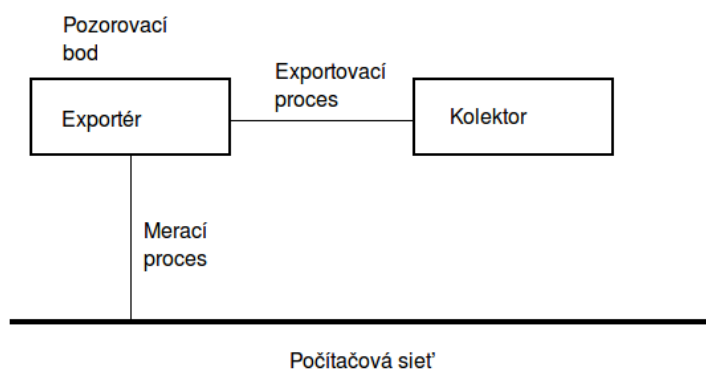 Pozorovací
bod
Exportovací
proces
Exportér
Kolektor
Merací
proces
Počítačová sieť